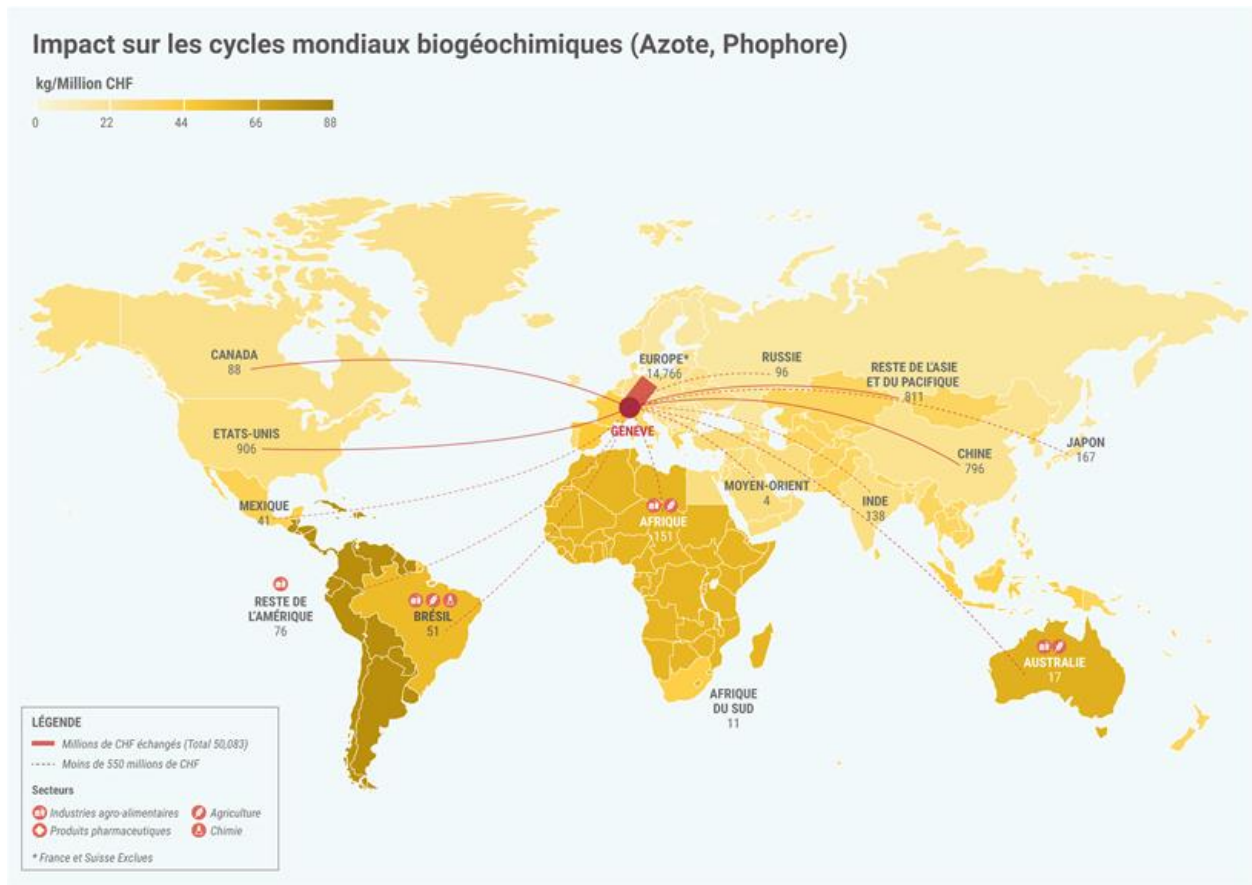 Impact sur les cycles mondiaux biogéochimiques (Azote, Phophore)
kg/Million CHF
0 22 44 66 88
CANADA
88
EUROPE*
14,766
RUSSIE
96
RESTE DE L'ASIE
ET DU PACIFIQUE
811
GENÈVE
ETATS-UNIS
906
JAPON
167
CHINE
796
MOYEN-ORIENT
4
INDE
138
MEXIQUE
41
AFRIQUE
151
RESTE DE
L'AMÉRIQUE
76
BRÉSIL
51
AUSTRALIE
17
AFRIQUE
DU SUD
11
LÉGENDE
Millions de CHF échangés (Total 50,083)
Moins de 550 millions de CHF
Secteurs
Industries agro-alimentaires
Agriculture
Produits pharmaceutiques
Chimie
* France et Suisse Exclues